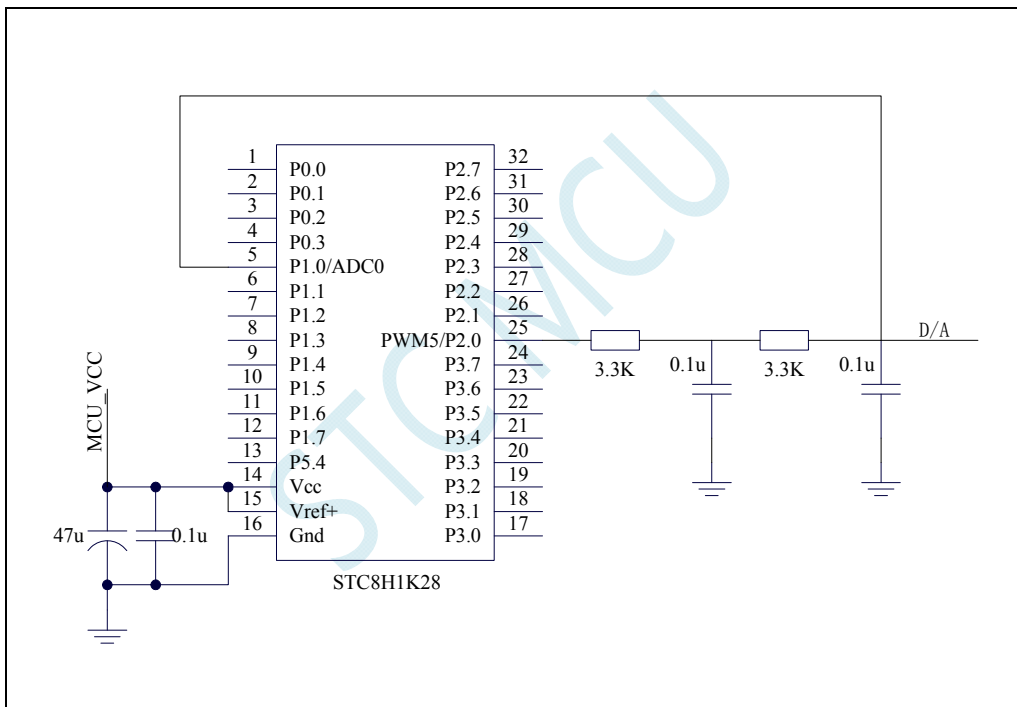 STCMCU
1 P0.0 P2.7 32
2 P0.1 P2.6 31
3 P0.2 P2.5 30
4 P0.3 P2.4 29
5 P1.0/ADC0 P2.3 28
6 P1.1 P2.2 27
7 P1.2 P2.1 26
8 P1.3 PWM5/P2.0 25
9 P1.4 P3.7 24
10 P1.5 P3.6 23
11 P1.6 P3.5 22
12 P1.7 P3.4 21
13 P5.4 P3.3 20
14 Vcc P3.2 19
15 Vref+ P3.1 18
16 Gnd P3.0 17
STC8H1K28
MCU_VCC
47u
0.1u
3.3K
0.1u
3.3K
0.1u
D/A